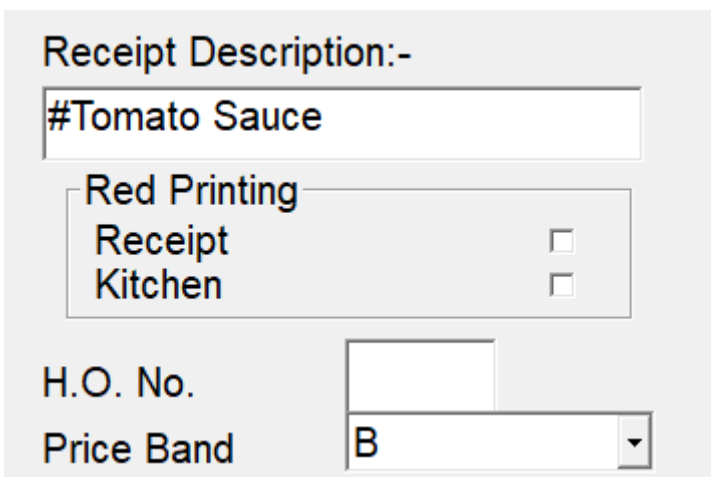 Receipt Description:-
#Tomato Sauce
Red Printing
Receipt
Kitchen
H.O. No.
Price Band B